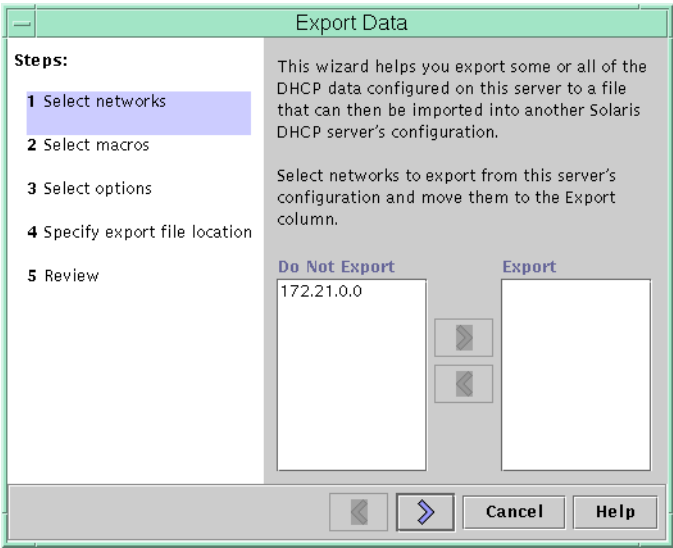 Export Data
Steps:
1 Select networks
2 Select macros
3 Select options
4 Specify export file location
5 Review
This wizard helps you export some or all of the
DHCP data configured on this server to a file
that can then be imported into another Solaris
DHCP server's configuration.
Select networks to export from this server's
configuration and move them to the Export
column.
Do Not Export
172.21.0.0
Export
Cancel
Help